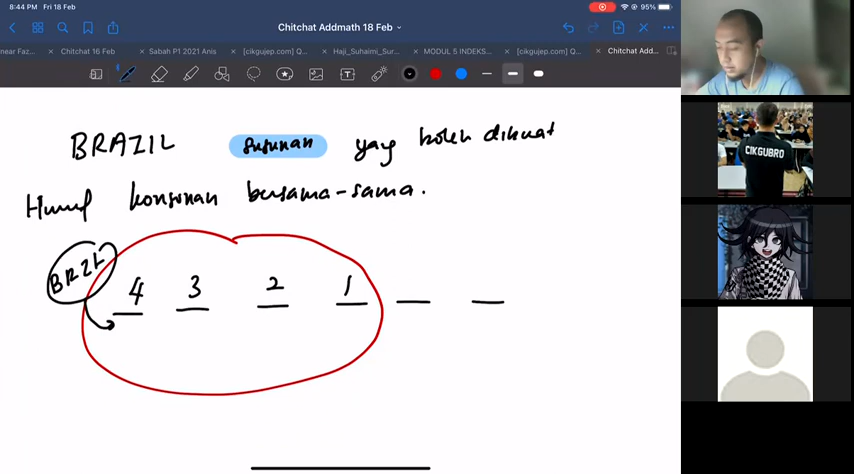 8:44 PM Fri 18 Feb
95%
Chitchat Addmath 18 Feb
near Faz...
Chitchat 16 Feb
Sabah P1 2021 Anis
[cikgujep.com] Q...
Haji_Suhaimi_Sur...
MODUL 5 INDEKS...
[cikgujep.com] Q...
Chitchat Add...
BRAZIL susunan yang boleh dibuat
Huruf konsonan bersama-sama.
BRZL
4 3 2 1
CIKGUBRO